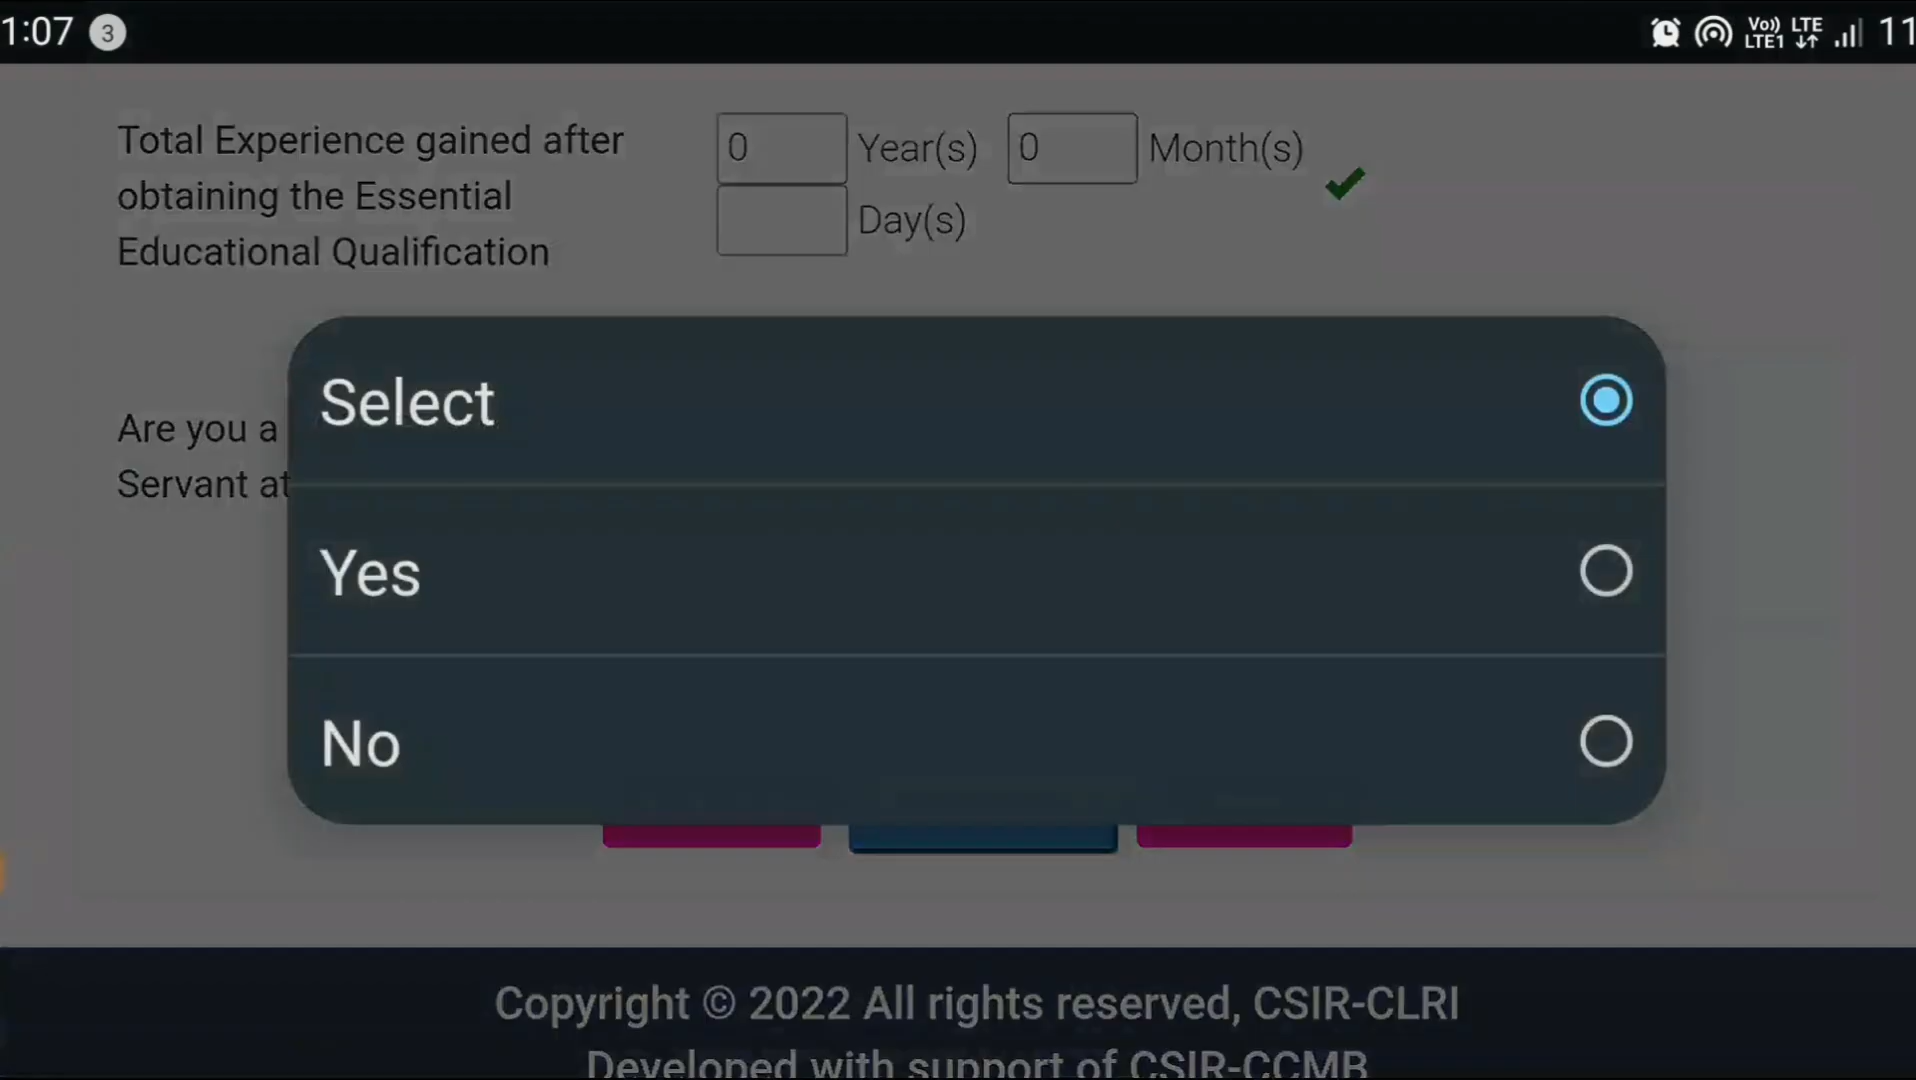 1:07 3 Vo)) LTE1 LTE 11
Total Experience gained after
obtaining the Essential
Educational Qualification
0 Year(s) 0 Month(s)
Day(s)
Are you a
Servant at
Select
Yes
No
Copyright © 2022 All rights reserved, CSIR-CLRI
Developed with support of CSIR-CCMB